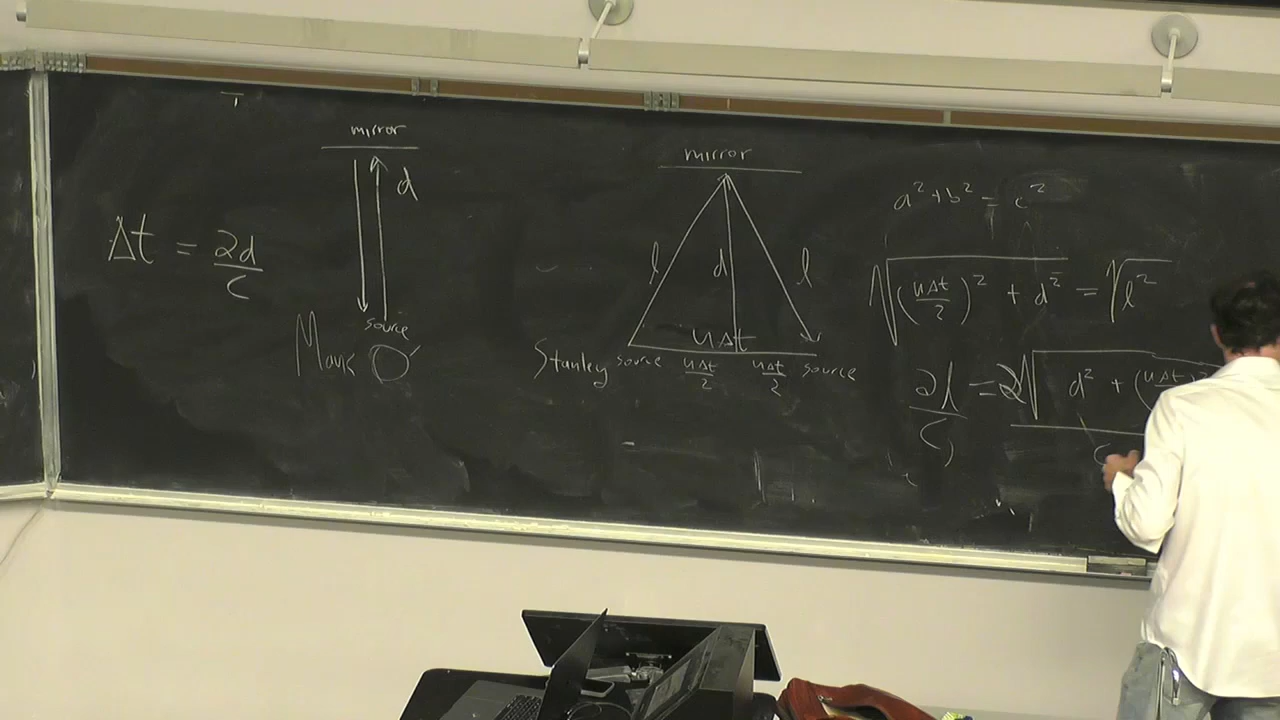 mirror
d
Δt = 2d/c
source
mirror
l d l
uΔt
Stanley source uΔt/2 uΔt/2 source
a² + b² = c²
√((uΔt/2)² + d²) = √l²
2l/c = 2√(d² + (uΔt/2)²
c